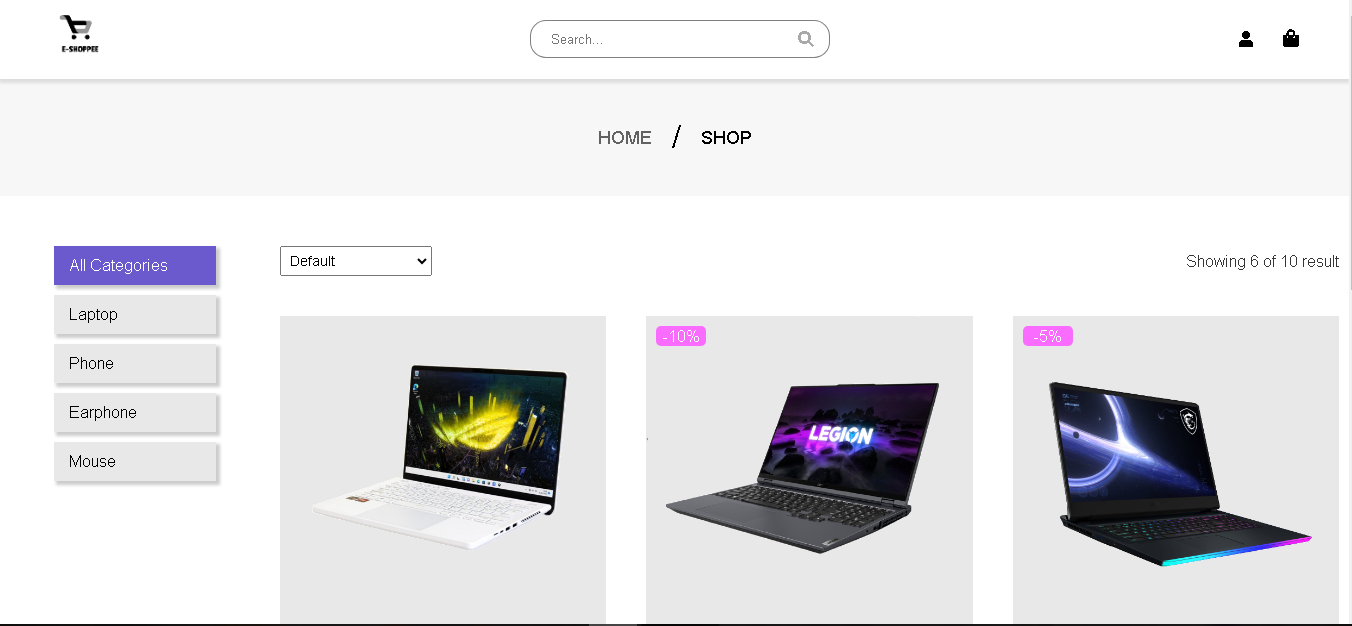 E-SHOPPEE
Search...
HOME / SHOP
All Categories
Laptop
Phone
Earphone
Mouse
Default
Showing 6 of 10 result
-10%
-5%
LEGION